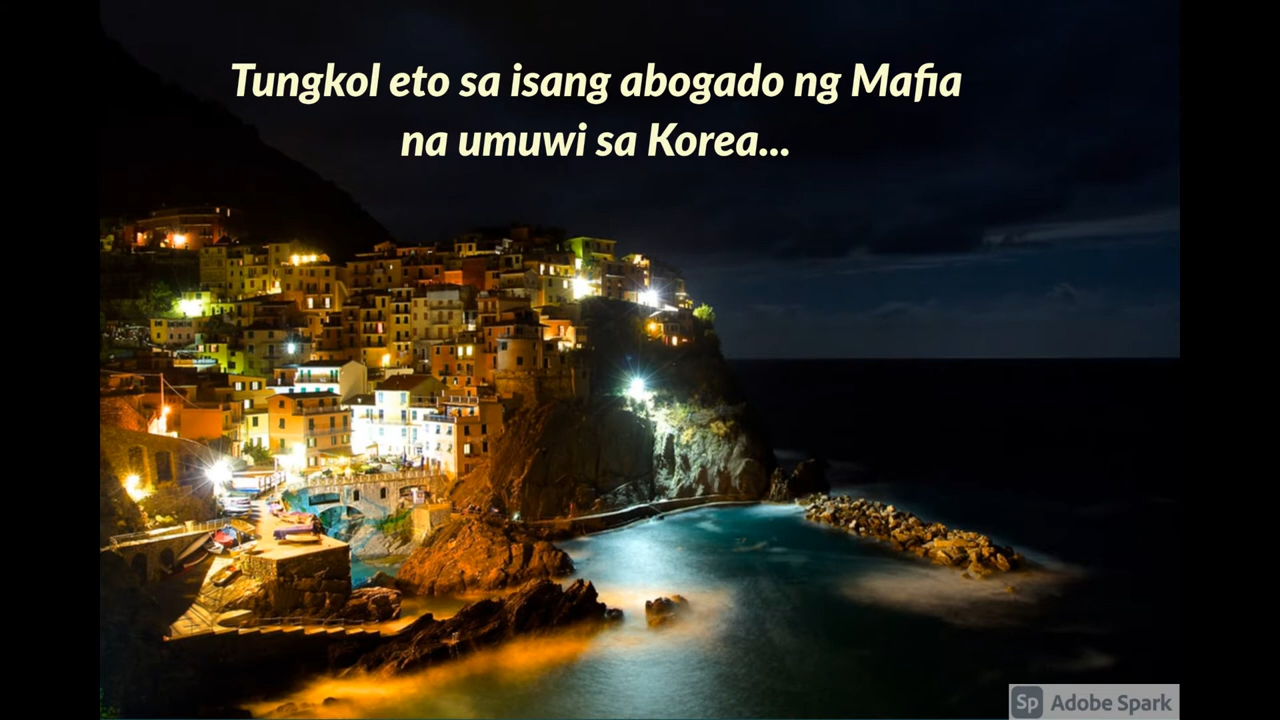 Tungkol eto sa isang abogado ng Mafia
na umuwi sa Korea...
Sp Adobe Spark